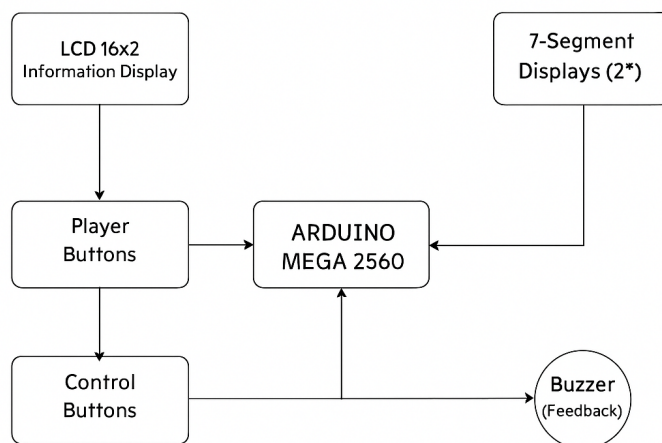 LCD 16x2
Information Display
7-Segment
Displays (2*)
Player
Buttons
ARDUINO
MEGA 2560
Control
Buttons
Buzzer
(Feedback)